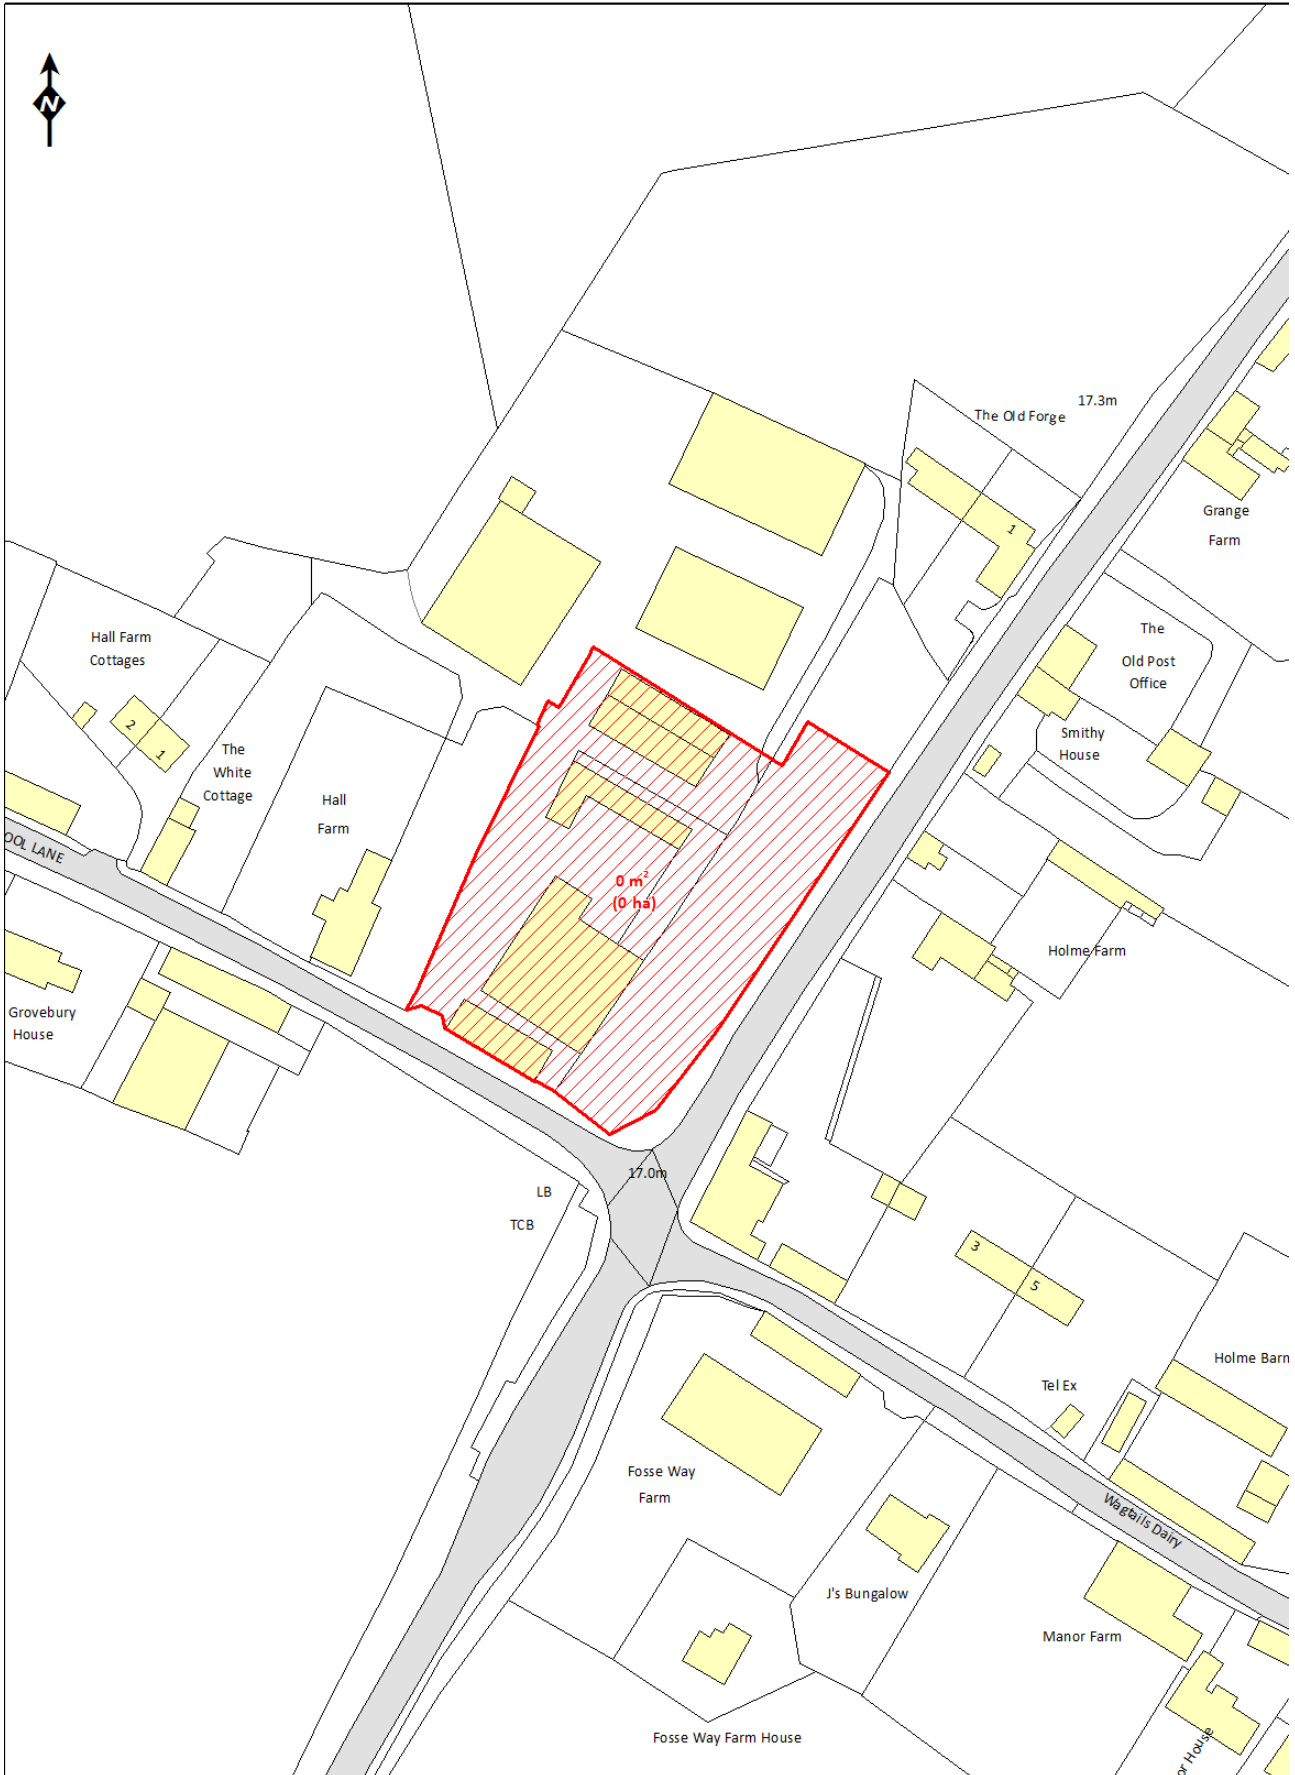 N
17.3m
The Old Forge
1
Grange
Farm
The
Old Post
Office
Hall Farm
Cottages
2
1
Smithy
House
The
White
Cottage
Hall
Farm
OOL LANE
0 m²
(0 ha)
Holme Farm
Grovebury
House
17.0m
LB
TCB
3
5
Holme Barn
Tel Ex
Fosse Way
Farm
Wagtails Dairy
J's Bungalow
Manor Farm
Fosse Way Farm House
or House